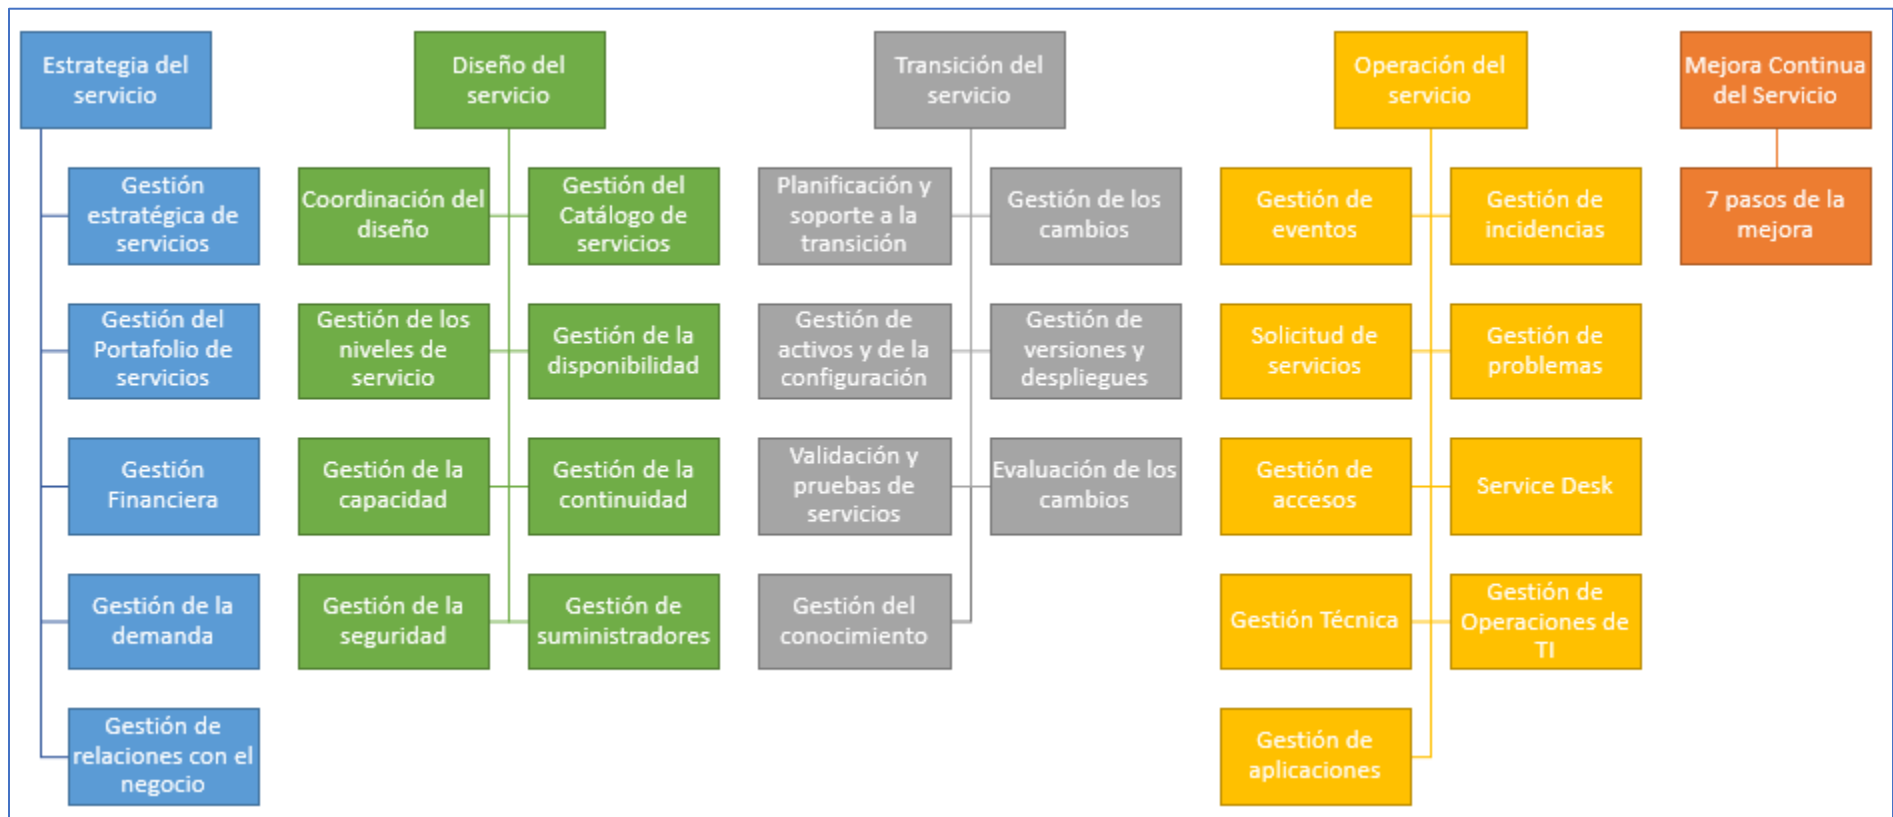 Estrategia del
servicio
Gestión
estratégica de
servicios
Gestión del
Portafolio de
servicios
Gestión
Financiera
Gestión de la
demanda
Gestión de
relaciones con el
negocio
Diseño del
servicio
Coordinación del
diseño
Gestión del
Catálogo de
servicios
Gestión de los
niveles de
servicio
Gestión de la
disponibilidad
Gestión de la
capacidad
Gestión de la
continuidad
Gestión de la
seguridad
Gestión de
suministradores
Transición del
servicio
Planificación y
soporte a la
transición
Gestión de los
cambios
Gestión de
activos y de la
configuración
Gestión de
versiones y
despliegues
Validación y
pruebas de
servicios
Evaluación de los
cambios
Gestión del
conocimiento
Operación del
servicio
Gestión de
eventos
Gestión de
incidencias
Solicitud de
servicios
Gestión de
problemas
Gestión de
accesos
Service Desk
Gestión Técnica
Gestión de
Operaciones de
TI
Gestión de
aplicaciones
Mejora Continua
del Servicio
7 pasos de la
mejora